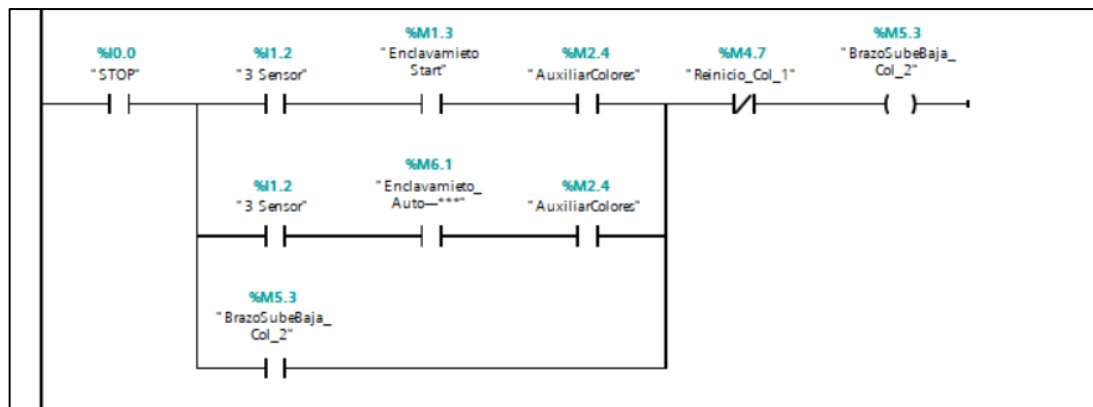 %I0.0
"STOP"
%I1.2
"3 Sensor"
%M1.3
"Enclavamieto
Start"
%M2.4
"AuxiliarColores"
%M4.7
"Reinicio_Col_1"
%M5.3
"BrazoSubeBaja_
Col_2"
%I1.2
"3 Sensor"
%M6.1
"Enclavamieto_
Auto—***"
%M2.4
"AuxiliarColores"
%M5.3
"BrazoSubeBaja_
Col_2"